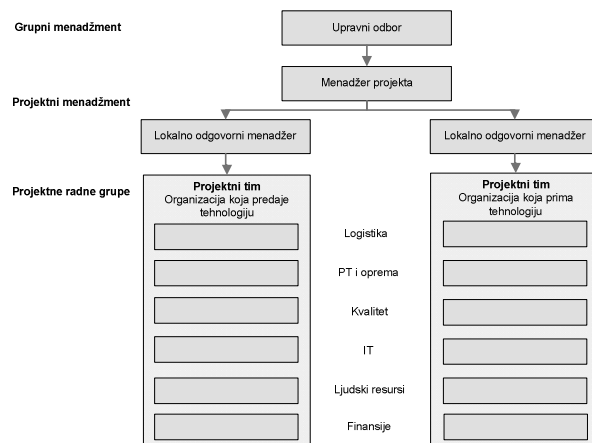 Grupni menadžment
Upravni odbor
Menadžer projekta
Projektni menadžment
Lokalno odgovorni menadžer
Lokalno odgovorni menadžer
Projektne radne grupe
Projektni tim
Organizacija koja predaje
tehnologiju
Projektni tim
Organizacija koja prima
tehnologiju
Logistika
PT i oprema
Kvalitet
IT
Ljudski resursi
Finansije